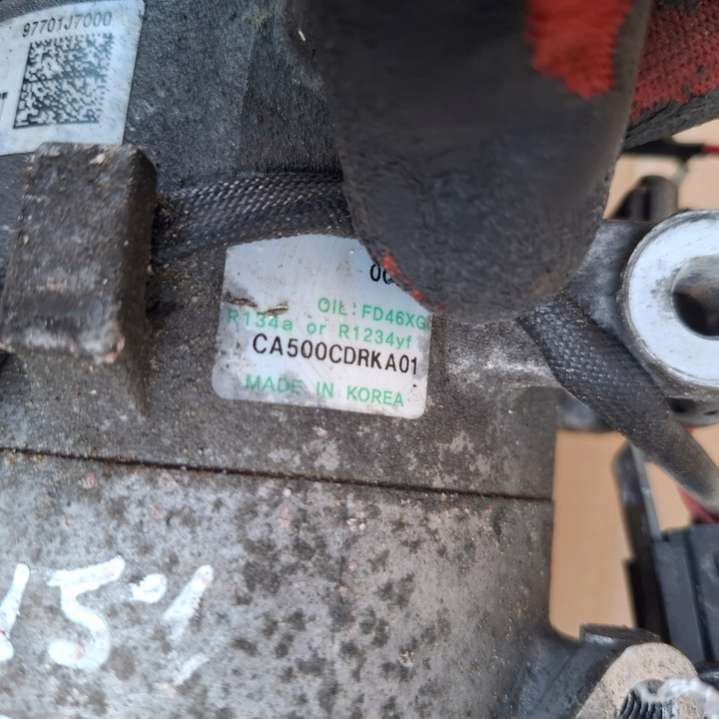 97701J7000
OIL:FD46XG
R134a or R1234yf
CA500CDRKA01
MADE IN KOREA